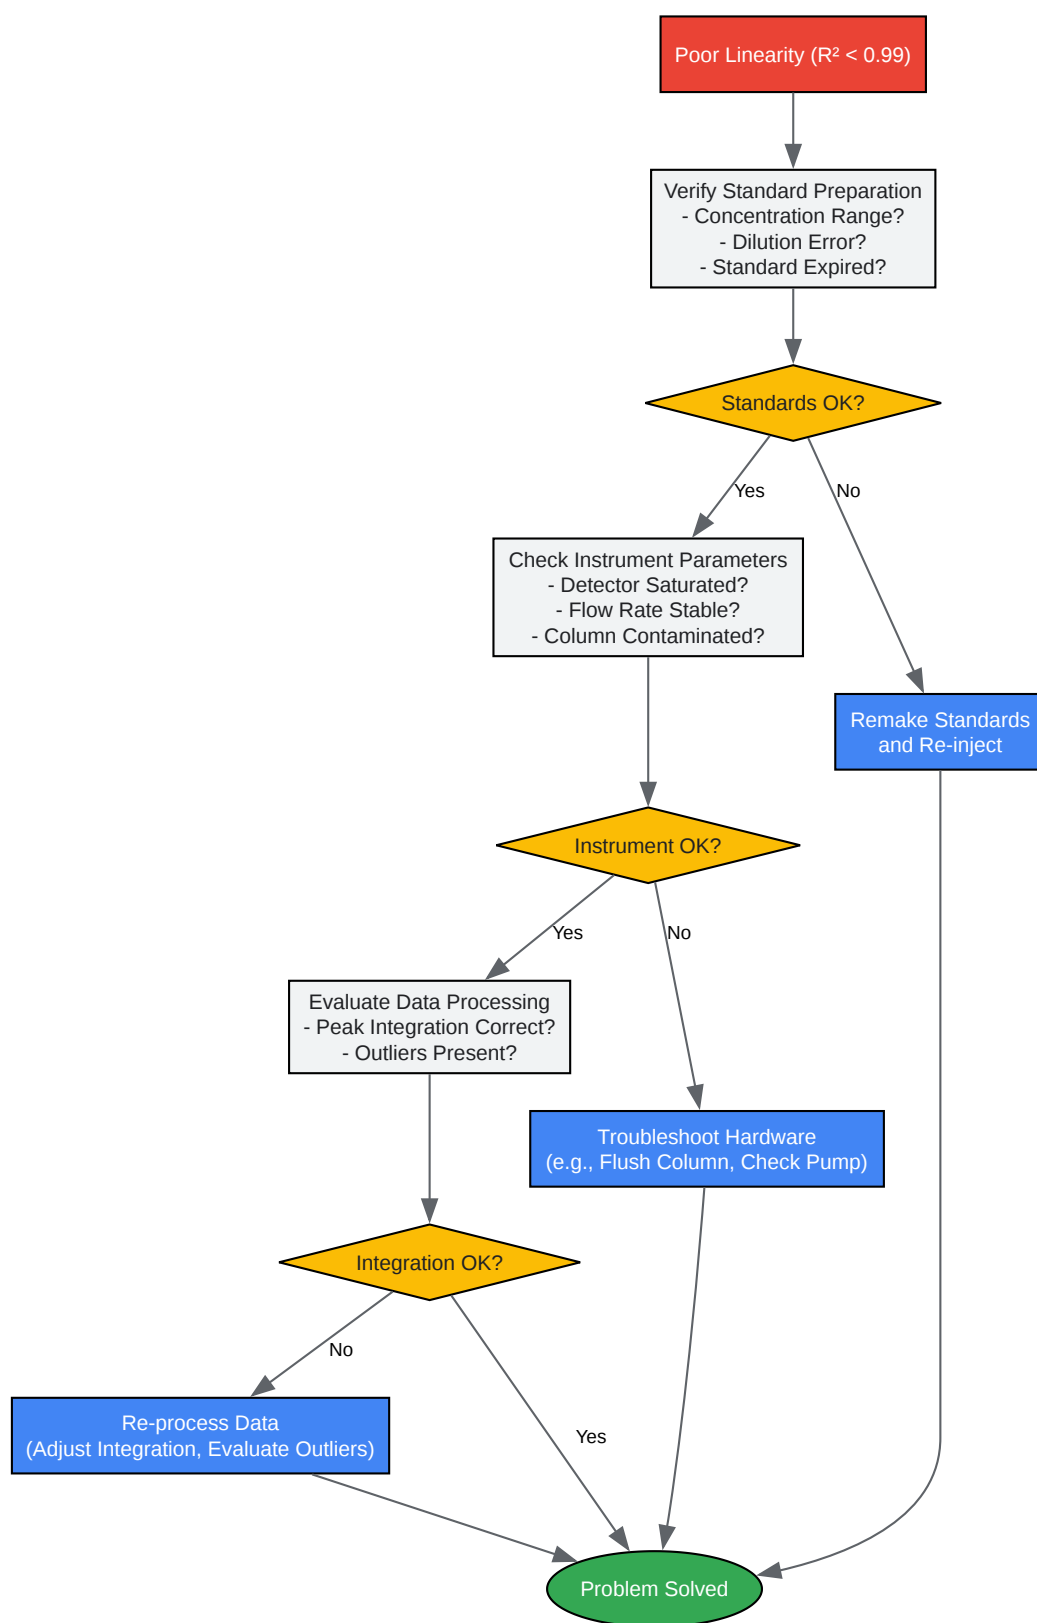 Poor Linearity (R² < 0.99)
Verify Standard Preparation
- Concentration Range?
- Dilution Error?
- Standard Expired?
Standards OK?
Yes
No
Check Instrument Parameters
- Detector Saturated?
- Flow Rate Stable?
- Column Contaminated?
Remake Standards
and Re-inject
Instrument OK?
Yes
No
Evaluate Data Processing
- Peak Integration Correct?
- Outliers Present?
Troubleshoot Hardware
(e.g., Flush Column, Check Pump)
Integration OK?
No
Yes
Re-process Data
(Adjust Integration, Evaluate Outliers)
Problem Solved